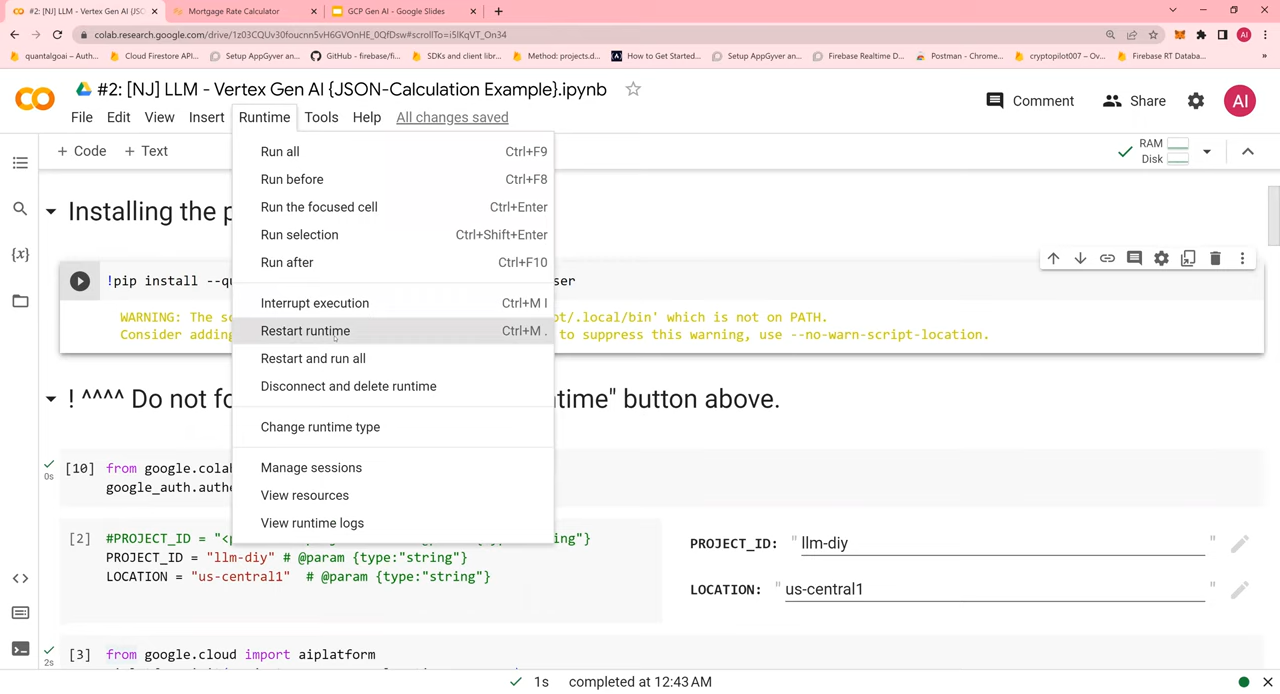 #2: [NJ] LLM - Vertex Gen AI {JSON
Mortgage Rate Calculator
GCP Gen AI - Google Slides
colab.research.google.com/drive/1z03CQUv30foucnn5vH6GVOnHE_0QfDsw#scrollTo=i5lKqVT_On34
quantalgoai – Auth...
Cloud Firestore API...
Setup AppGyver an...
GitHub - firebase/fi...
SDKs and client libr...
Method: projects.d...
How to Get Started...
Setup AppGyver an...
Firebase Realtime D...
Postman - Chrome...
cryptopilot007 – Ov...
Firebase RT Databa...
»
#2: [NJ] LLM - Vertex Gen AI {JSON-Calculation Example}.ipynb
File Edit View Insert Runtime Tools Help All changes saved
Comment
Share
AI
+ Code + Text
RAM
Disk
Run all Ctrl+F9
Run before Ctrl+F8
Run the focused cell Ctrl+Enter
Run selection Ctrl+Shift+Enter
Run after Ctrl+F10
Interrupt execution Ctrl+M I
Restart runtime Ctrl+M .
Restart and run all
Disconnect and delete runtime
Change runtime type
Manage sessions
View resources
View runtime logs
Installing the p
!pip install --qu
ser
WARNING: The sc
pt/.local/bin' which is not on PATH.
Consider adding
to suppress this warning, use --no-warn-script-location.
! ^^^^ Do not fo
time" button above.
[10] from google.colab
0s
google_auth.authe
[2] #PROJECT_ID = "<p
ing"}
PROJECT_ID = "llm-diy" # @param {type:"string"}
LOCATION = "us-central1" # @param {type:"string"}
PROJECT_ID: "llm-diy"
LOCATION: "us-central1"
[3] from google.cloud import aiplatform
2s
1s completed at 12:43 AM